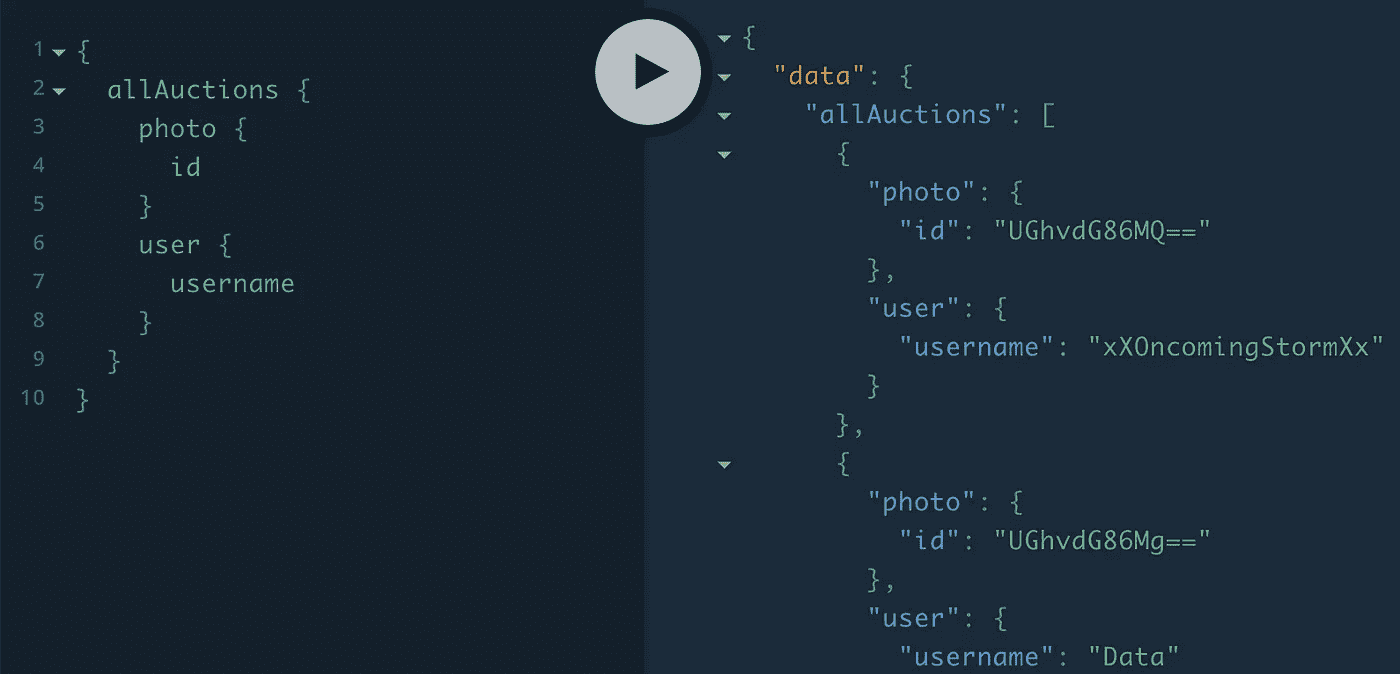 1 {
2   allAuctions {
3     photo {
4       id
5     }
6     user {
7       username
8     }
9   }
10 }
{
  "data": {
    "allAuctions": [
      {
        "photo": {
          "id": "UGhvdG86MQ=="
        },
        "user": {
          "username": "xXOncomingStormXx"
        }
      },
      {
        "photo": {
          "id": "UGhvdG86Mg=="
        },
        "user": {
          "username": "Data"